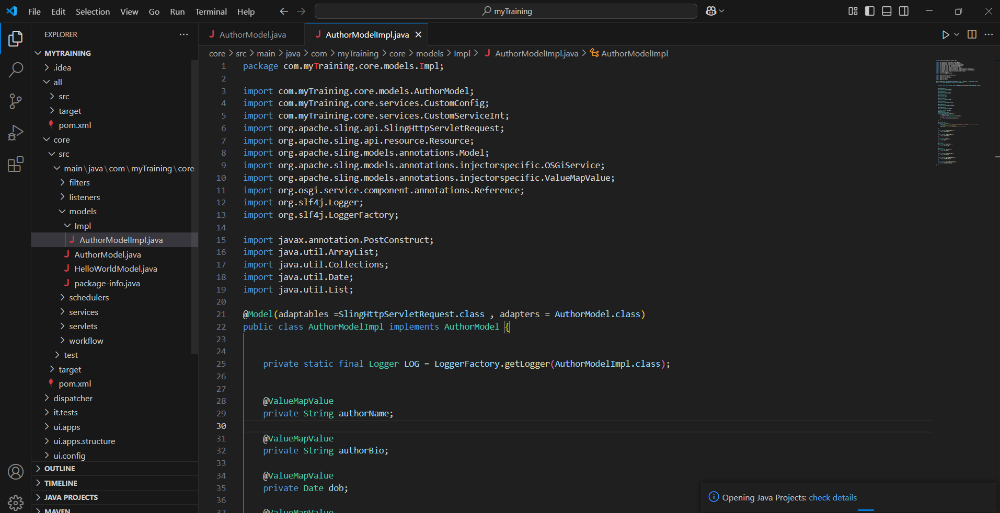 File Edit Selection View Go Run Terminal Help
myTraining
EXPLORER
MYTRAINING
.idea
all
src
target
pom.xml
core
src
main\java\com\myTraining\core
filters
listeners
models
Impl
AuthorModelImpl.java
AuthorModel.java
HelloWorldModel.java
package-info.java
schedulers
services
servlets
workflow
test
target
pom.xml
dispatcher
it.tests
ui.apps
ui.apps.structure
ui.config
OUTLINE
TIMELINE
JAVA PROJECTS
MAVEN
AuthorModel.java
AuthorModelImpl.java
core > src > main > java > com > myTraining > core > models > Impl > AuthorModelImpl.java > AuthorModelImpl
1 package com.myTraining.core.models.Impl;
2
3 import com.myTraining.core.models.AuthorModel;
4 import com.myTraining.core.services.CustomConfig;
5 import com.myTraining.core.services.CustomServiceInt;
6 import org.apache.sling.api.SlingHttpServletRequest;
7 import org.apache.sling.api.resource.Resource;
8 import org.apache.sling.models.annotations.Model;
9 import org.apache.sling.models.annotations.injectorspecific.OSGiService;
10 import org.apache.sling.models.annotations.injectorspecific.ValueMapValue;
11 import org.osgi.service.component.annotations.Reference;
12 import org.slf4j.Logger;
13 import org.slf4j.LoggerFactory;
14
15 import javax.annotation.PostConstruct;
16 import java.util.ArrayList;
17 import java.util.Collections;
18 import java.util.Date;
19 import java.util.List;
20
21 @Model(adaptables =SlingHttpServletRequest.class , adapters = AuthorModel.class)
22 public class AuthorModelImpl implements AuthorModel {
23
24
25 private static final Logger LOG = LoggerFactory.getLogger(AuthorModelImpl.class);
26
27
28 @ValueMapValue
29 private String authorName;
30
31 @ValueMapValue
32 private String authorBio;
33
34 @ValueMapValue
35 private Date dob;
36
37 @ValueMapValue
Opening Java Projects: check details